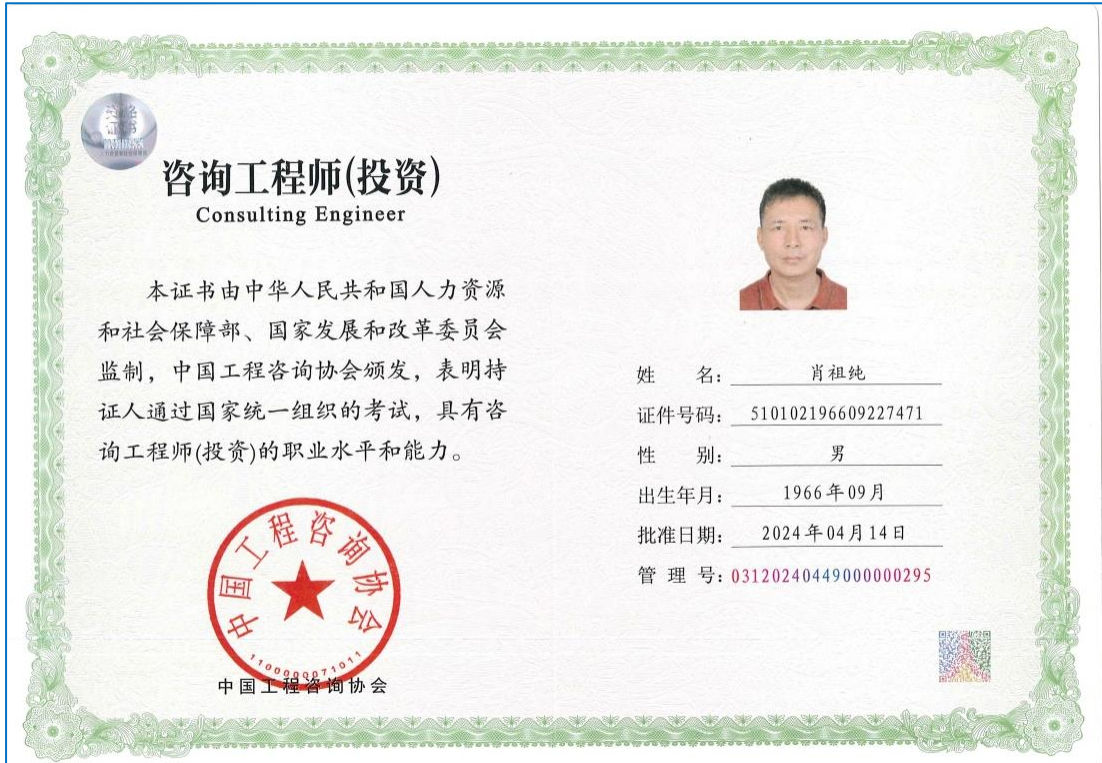 咨询工程师(投资)
Consulting Engineer
本证书由中华人民共和国人力资源
和社会保障部、国家发展和改革委员会
监制，中国工程咨询协会颁发，表明持
证人通过国家统一组织的考试，具有咨
询工程师(投资)的职业水平和能力。
中国工程咨询协会
1100000071011
中国工程咨询协会
姓 名：肖祖纯
证件号码：510102196609227471
性 别：男
出生年月：1966年09月
批准日期：2024年04月14日
管 理 号：03120240449000000295